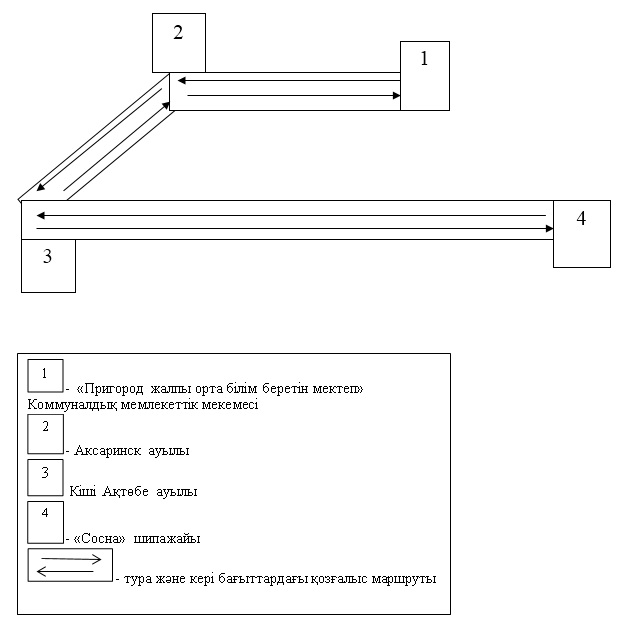 2
1
4
3
1 - «Пригород жалпы орта білім беретін мектеп»
Коммуналдық мемлекеттік мекемесі
2 - Аксаринск ауылы
3 Кіші Ақтөбе ауылы
4 - «Сосна» шипажайы
- тура және кері бағыттардағы қозғалыс маршруты